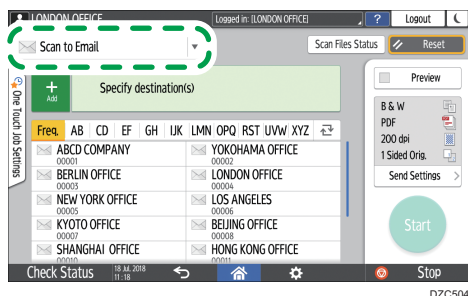 LONDON OFFICE
Logged in: [LONDON OFFICE]
?
Logout
Scan to Email
Scan Files Status
Reset
Add
Specify destination(s)
Preview
One Touch Job Settings
B & W
PDF
200 dpi
1 Sided Orig.
Send Settings
Freq. AB CD EF GH IJK LMN OPQ RST UVW XYZ
ABCD COMPANY
00001
YOKOHAMA OFFICE
00002
BERLIN OFFICE
00003
LONDON OFFICE
00004
NEW YORK OFFICE
00005
LOS ANGELES
00006
KYOTO OFFICE
00007
BEIJING OFFICE
00008
SHANGHAI OFFICE
00010
HONG KONG OFFICE
00011
Start
Check Status
18 Jul. 2018
11:18
Stop
DZC504